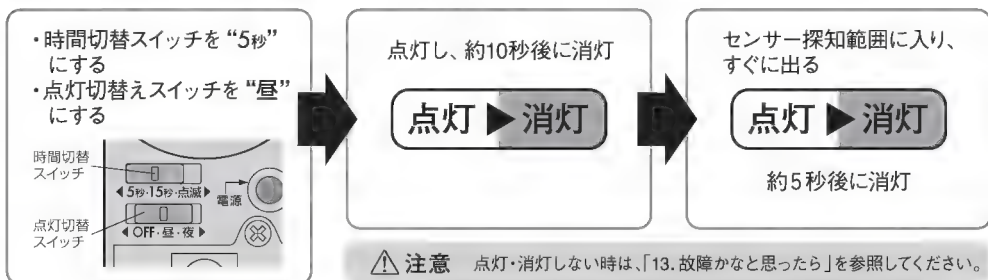 ・時間切替スイッチを“5秒”
にする
・点灯切替えスイッチを“昼”
にする
時間切替
スイッチ
◀5秒・15秒・点滅▶
電源
点灯切替
スイッチ
◀OFF・昼・夜▶
点灯し、約10秒後に消灯
点灯▶消灯
センサー探知範囲に入り、
すぐに出る
点灯▶消灯
約5秒後に消灯
⚠注意 点灯・消灯しない時は、「13.故障かなと思ったら」を参照してください。